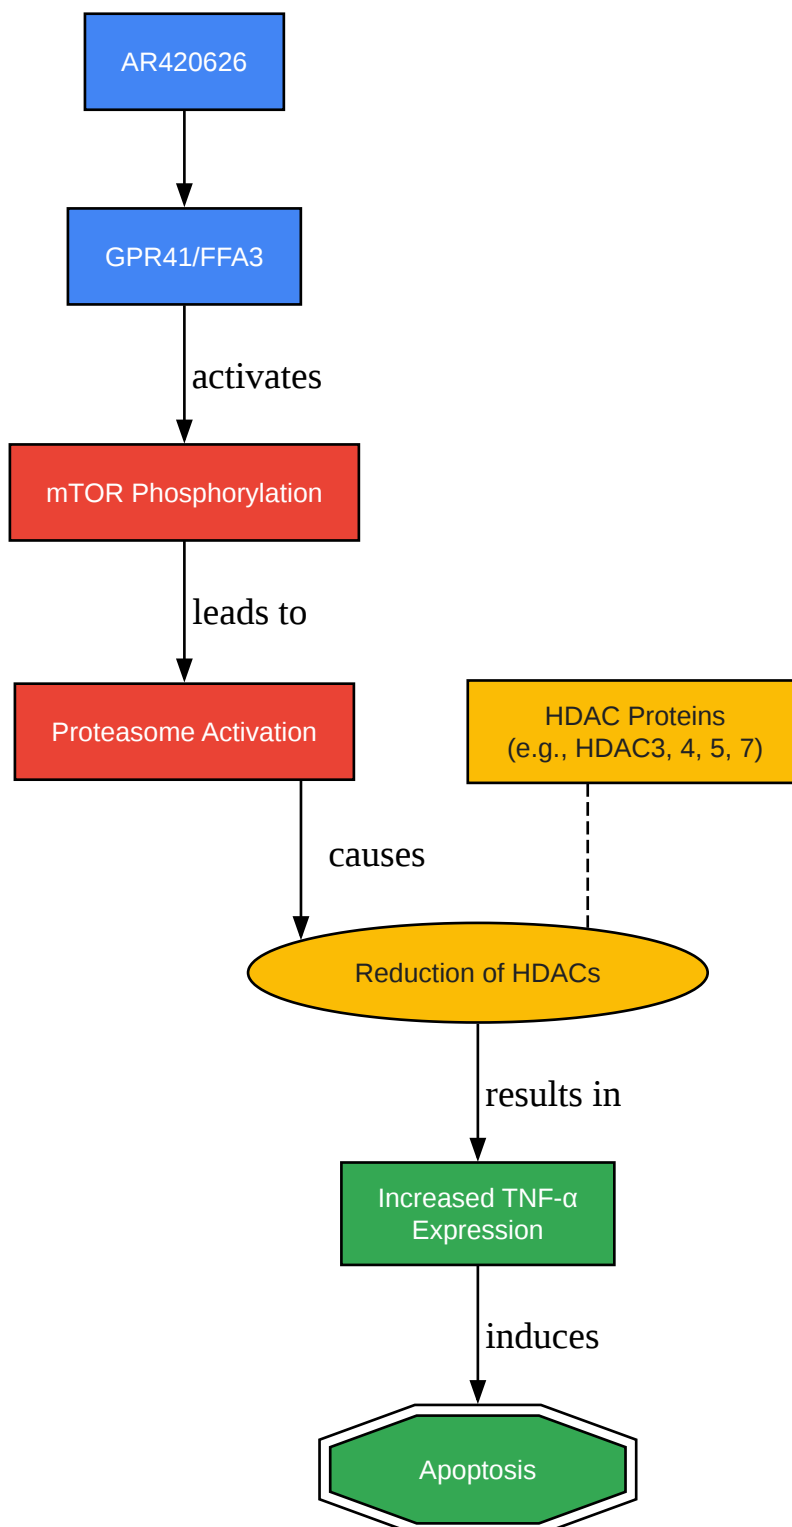 AR420626
GPR41/FFA3
activates
mTOR Phosphorylation
leads to
Proteasome Activation
HDAC Proteins
(e.g., HDAC3, 4, 5, 7)
causes
Reduction of HDACs
results in
Increased TNF-α
Expression
induces
Apoptosis